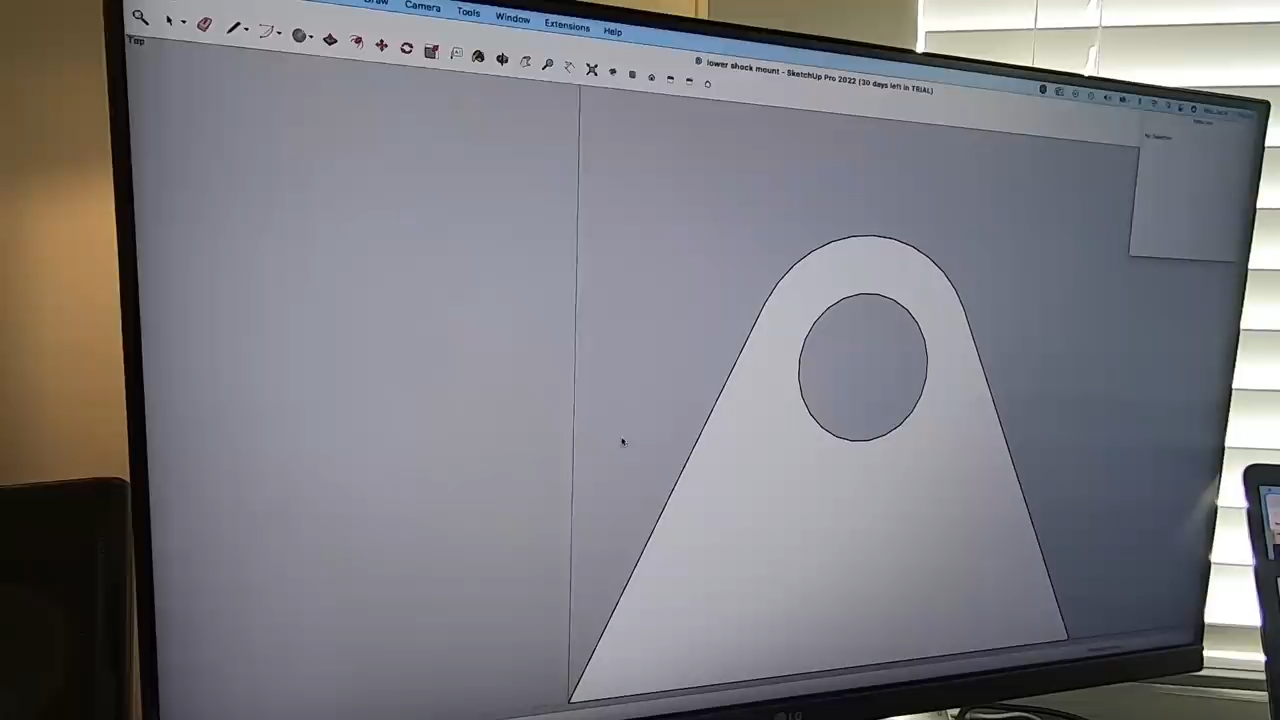 Draw Camera Tools Window Extensions Help
lower shock mount - SketchUp Pro 2022 (30 days left in TRIAL)
Top
LG